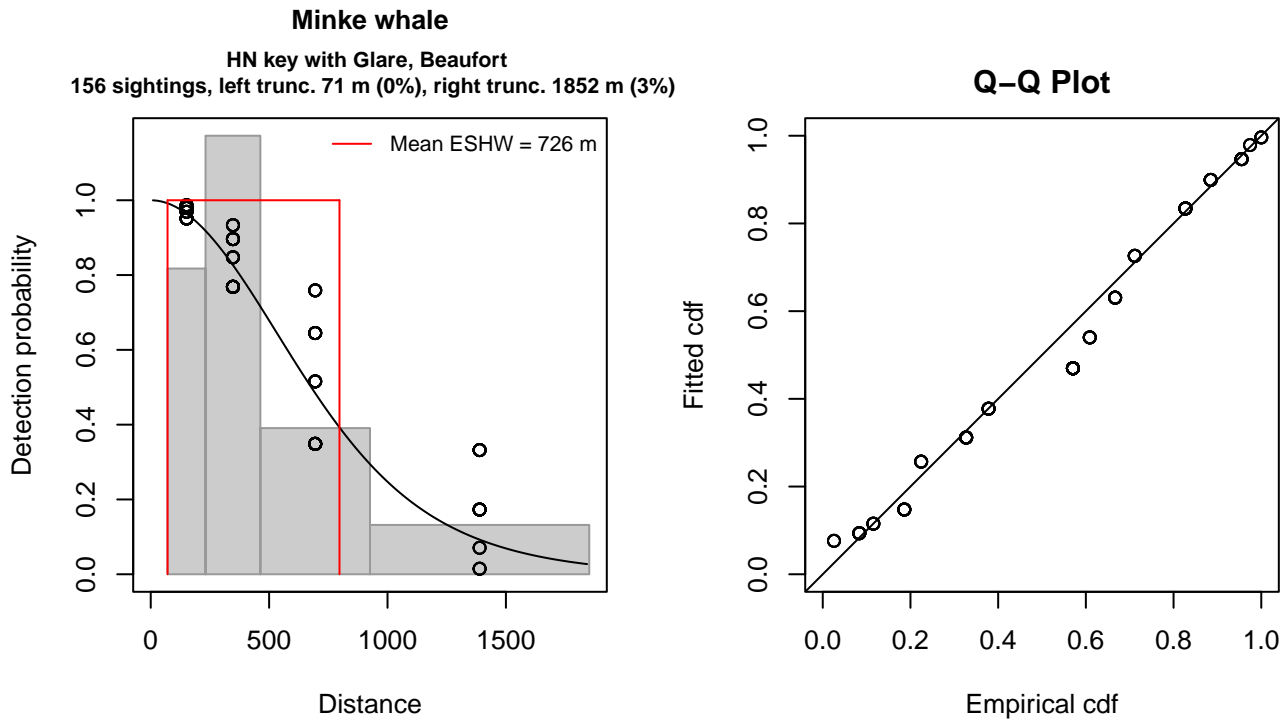 Minke whale
HN key with Glare, Beaufort
156 sightings, left trunc. 71 m (0%), right trunc. 1852 m (3%)
Mean ESHW = 726 m
Detection probability
0.0 0.2 0.4 0.6 0.8 1.0
0 500 1000 1500
Distance
Q−Q Plot
Fitted cdf
0.0 0.2 0.4 0.6 0.8 1.0
0.0 0.2 0.4 0.6 0.8 1.0
Empirical cdf